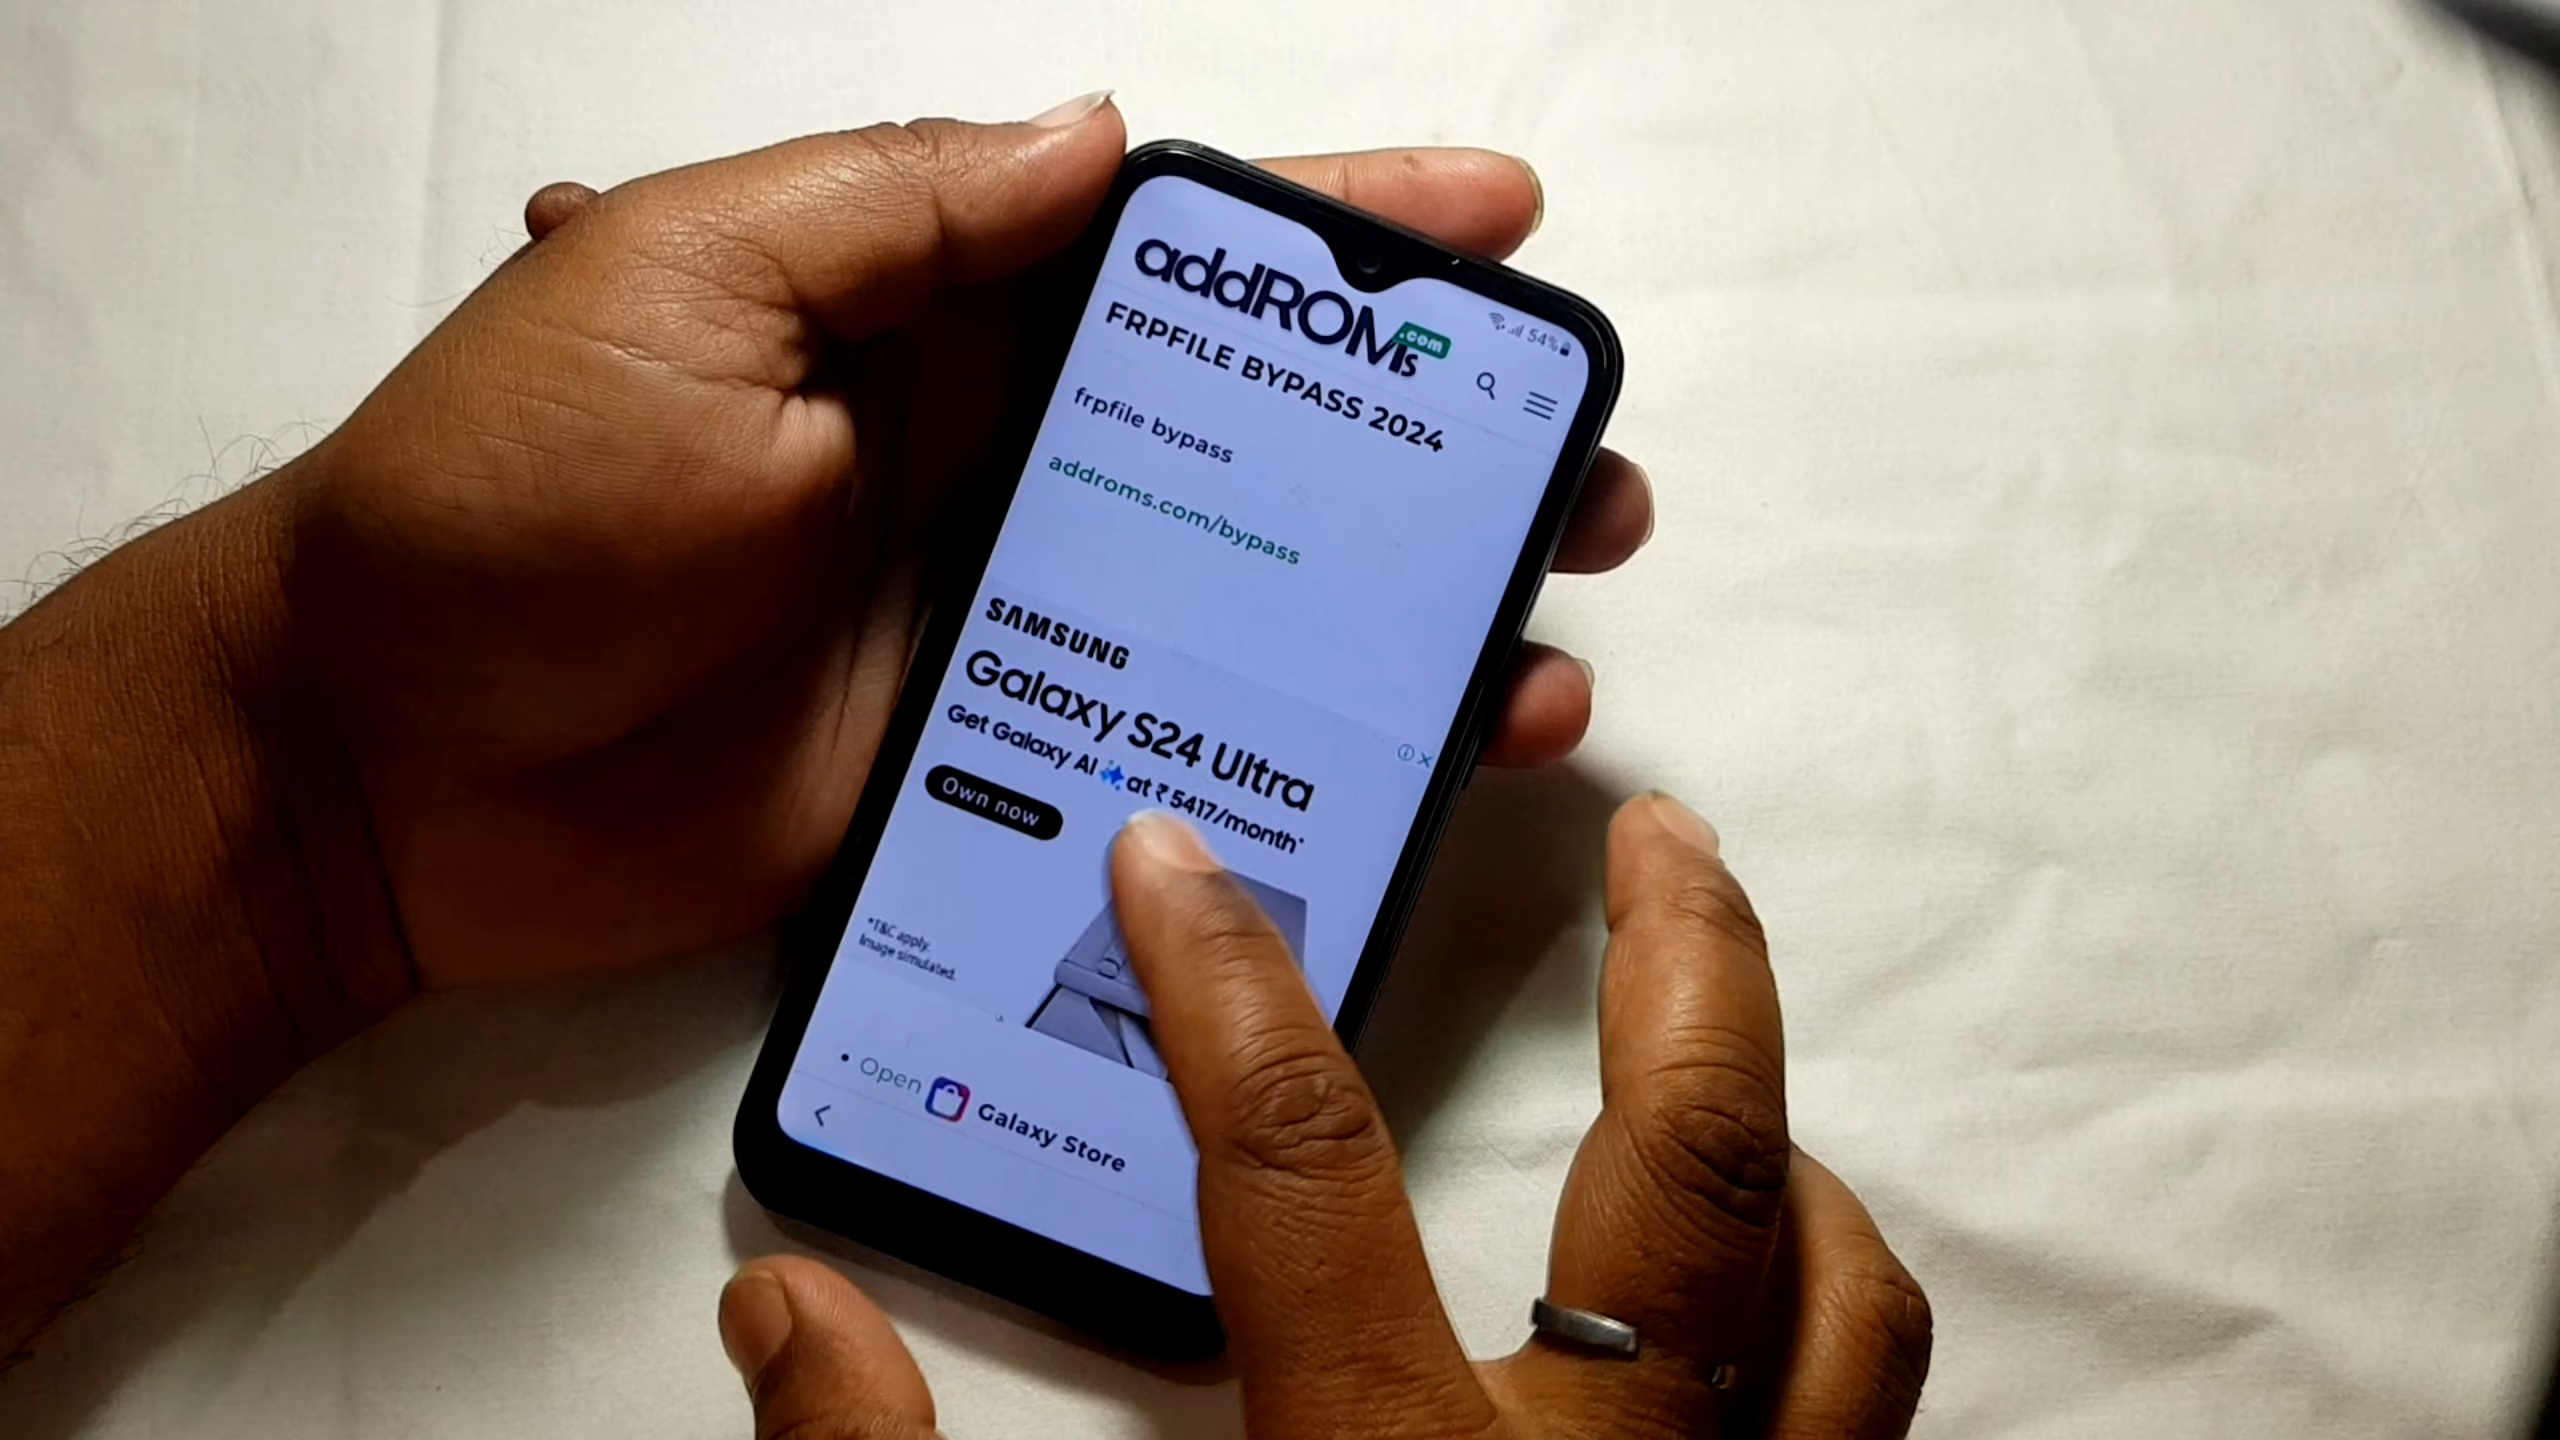 addROMs.com
54%
FRPFILE BYPASS 2024
frpfile bypass
addroms.com/bypass
SAMSUNG
Galaxy S24 Ultra
Get Galaxy AI at ₹5417/month*
Own now
*T&C apply.
Image simulated.
• Open Galaxy Store